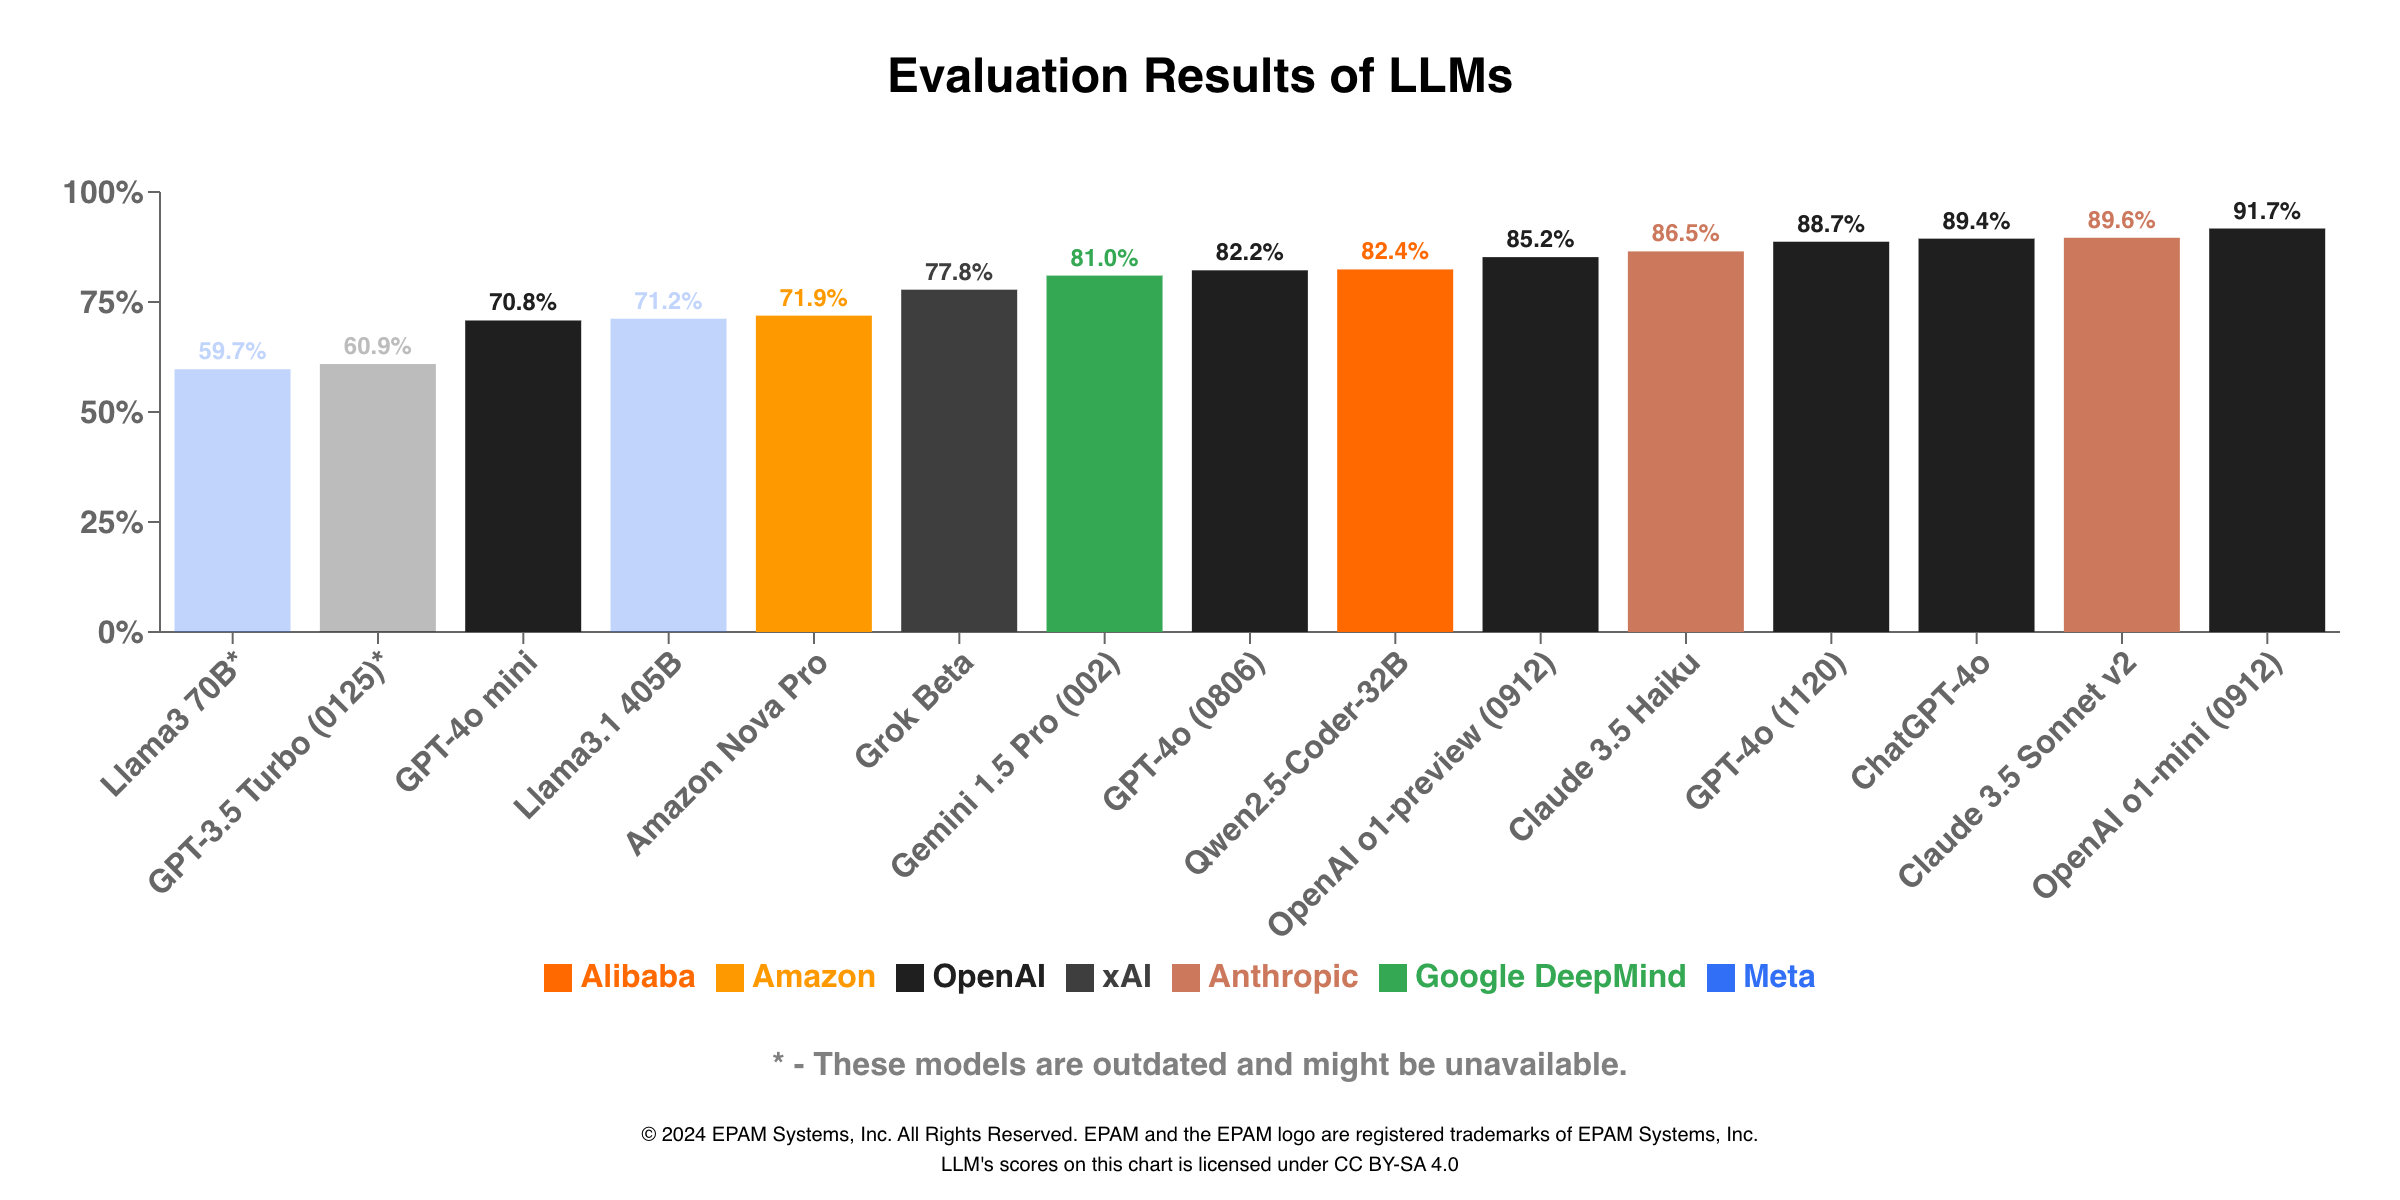 Evaluation Results of LLMs
100%
75%
50%
25%
0%
59.7%
60.9%
70.8%
71.2%
71.9%
77.8%
81.0%
82.2%
82.4%
85.2%
86.5%
88.7%
89.4%
89.6%
91.7%
Llama3 70B*
GPT-3.5 Turbo (0125)*
GPT-4o mini
Llama3.1 405B
Amazon Nova Pro
Grok Beta
Gemini 1.5 Pro (002)
GPT-4o (0806)
Qwen2.5-Coder-32B
OpenAI o1-preview (0912)
Claude 3.5 Haiku
GPT-4o (1120)
ChatGPT-4o
Claude 3.5 Sonnet v2
OpenAI o1-mini (0912)
Alibaba Amazon OpenAI xAI Anthropic Google DeepMind Meta
* - These models are outdated and might be unavailable.
© 2024 EPAM Systems, Inc. All Rights Reserved. EPAM and the EPAM logo are registered trademarks of EPAM Systems, Inc.
LLM's scores on this chart is licensed under CC BY-SA 4.0